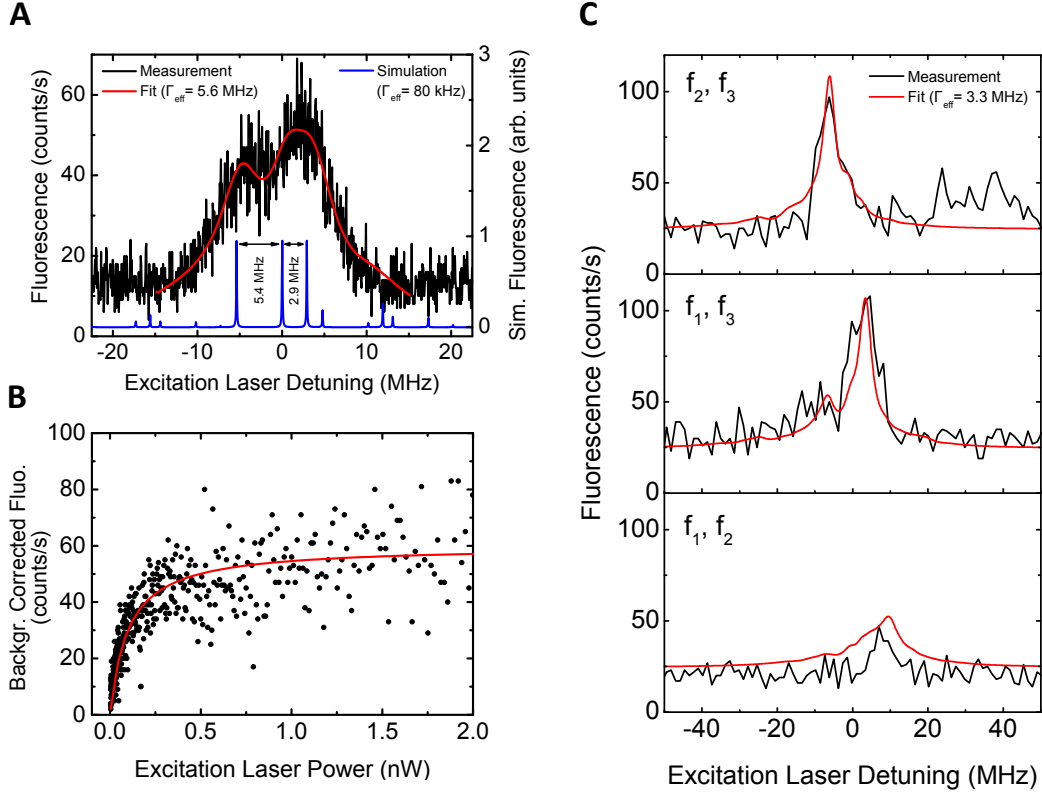 A
Fluorescence (counts/s)
60
40
20
0
Measurement
Fit (Γeff= 5.6 MHz)
Simulation
(Γeff= 80 kHz)
5.4 MHz
2.9 MHz
3
2
1
0
Sim. Fluorescence (arb. units)
-20 -10 0 10 20
Excitation Laser Detuning (MHz)
B
Backgr. Corrected Fluo.
(counts/s)
100
80
60
40
20
0
0.0 0.5 1.0 1.5 2.0
Excitation Laser Power (nW)
C
Fluorescence (counts/s)
f2, f3
Measurement
Fit (Γeff= 3.3 MHz)
100
50
0
f1, f3
100
50
0
f1, f2
100
50
0
-40 -20 0 20 40
Excitation Laser Detuning (MHz)